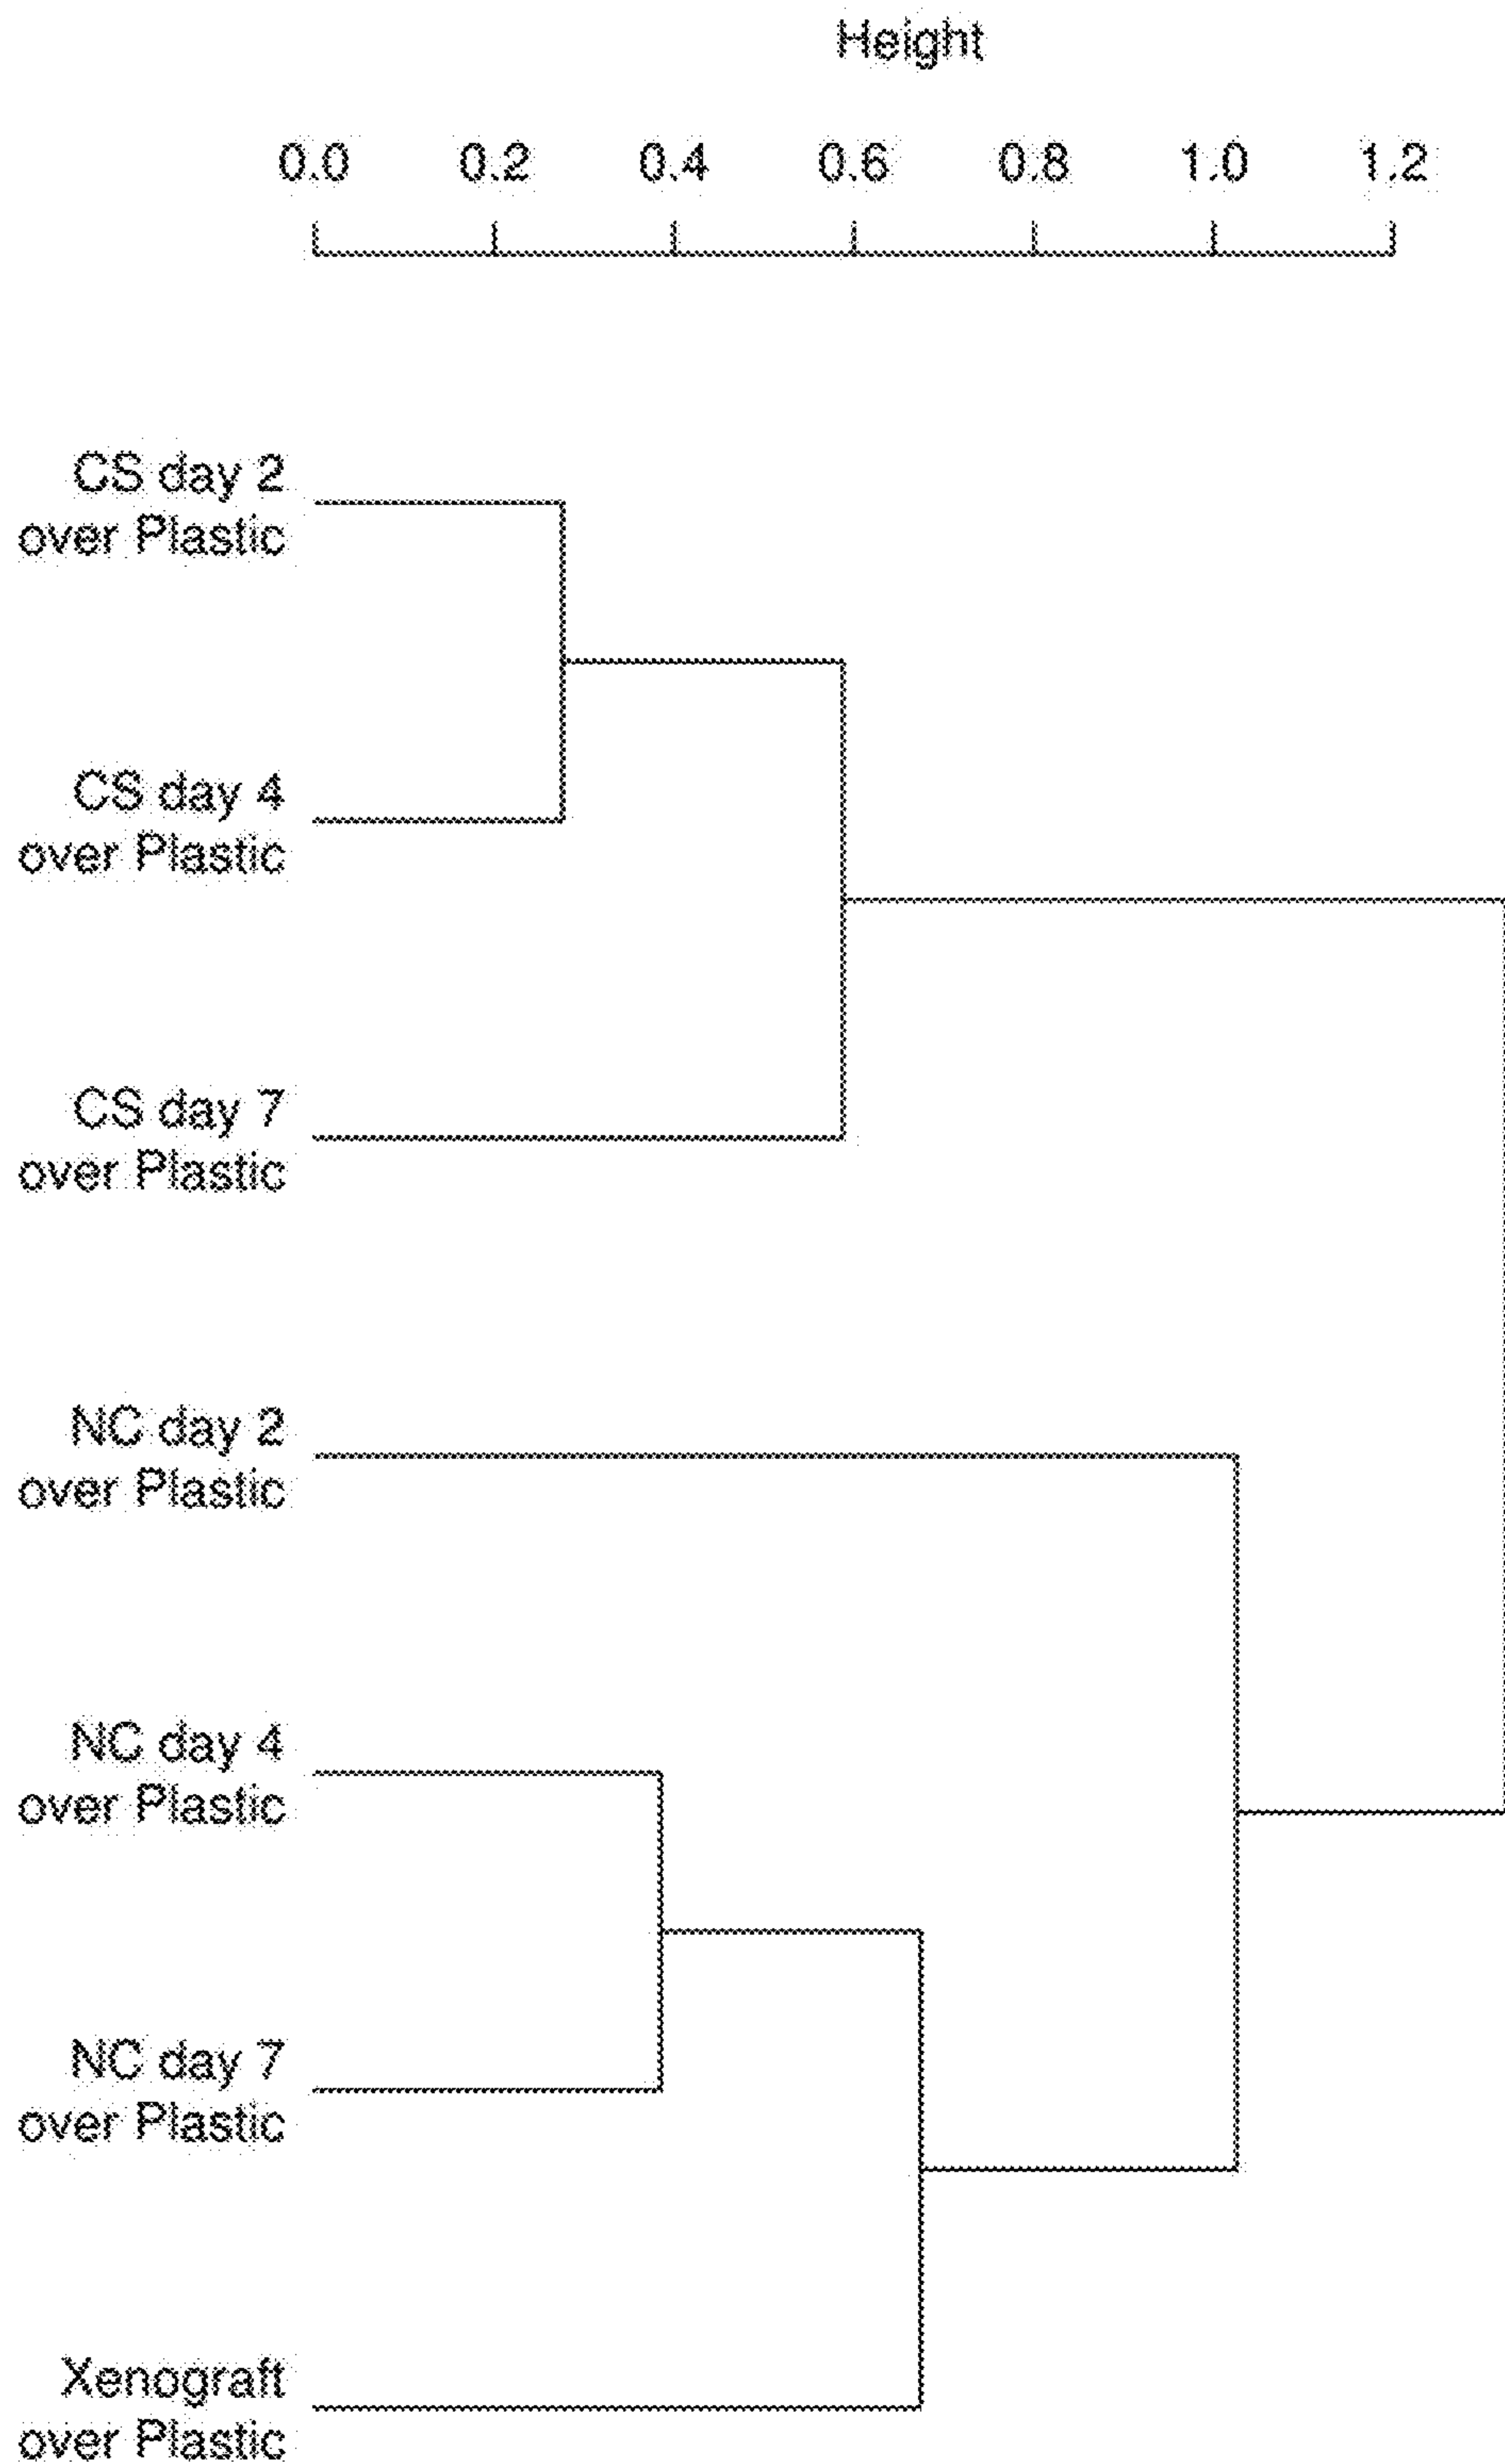 Height
0.0 0.2 0.4 0.6 0.8 1.0 1.2
CS day 2
over Plastic
CS day 4
over Plastic
CS day 7
over Plastic
NC day 2
over Plastic
NC day 4
over Plastic
NC day 7
over Plastic
Xenograft
over Plastic